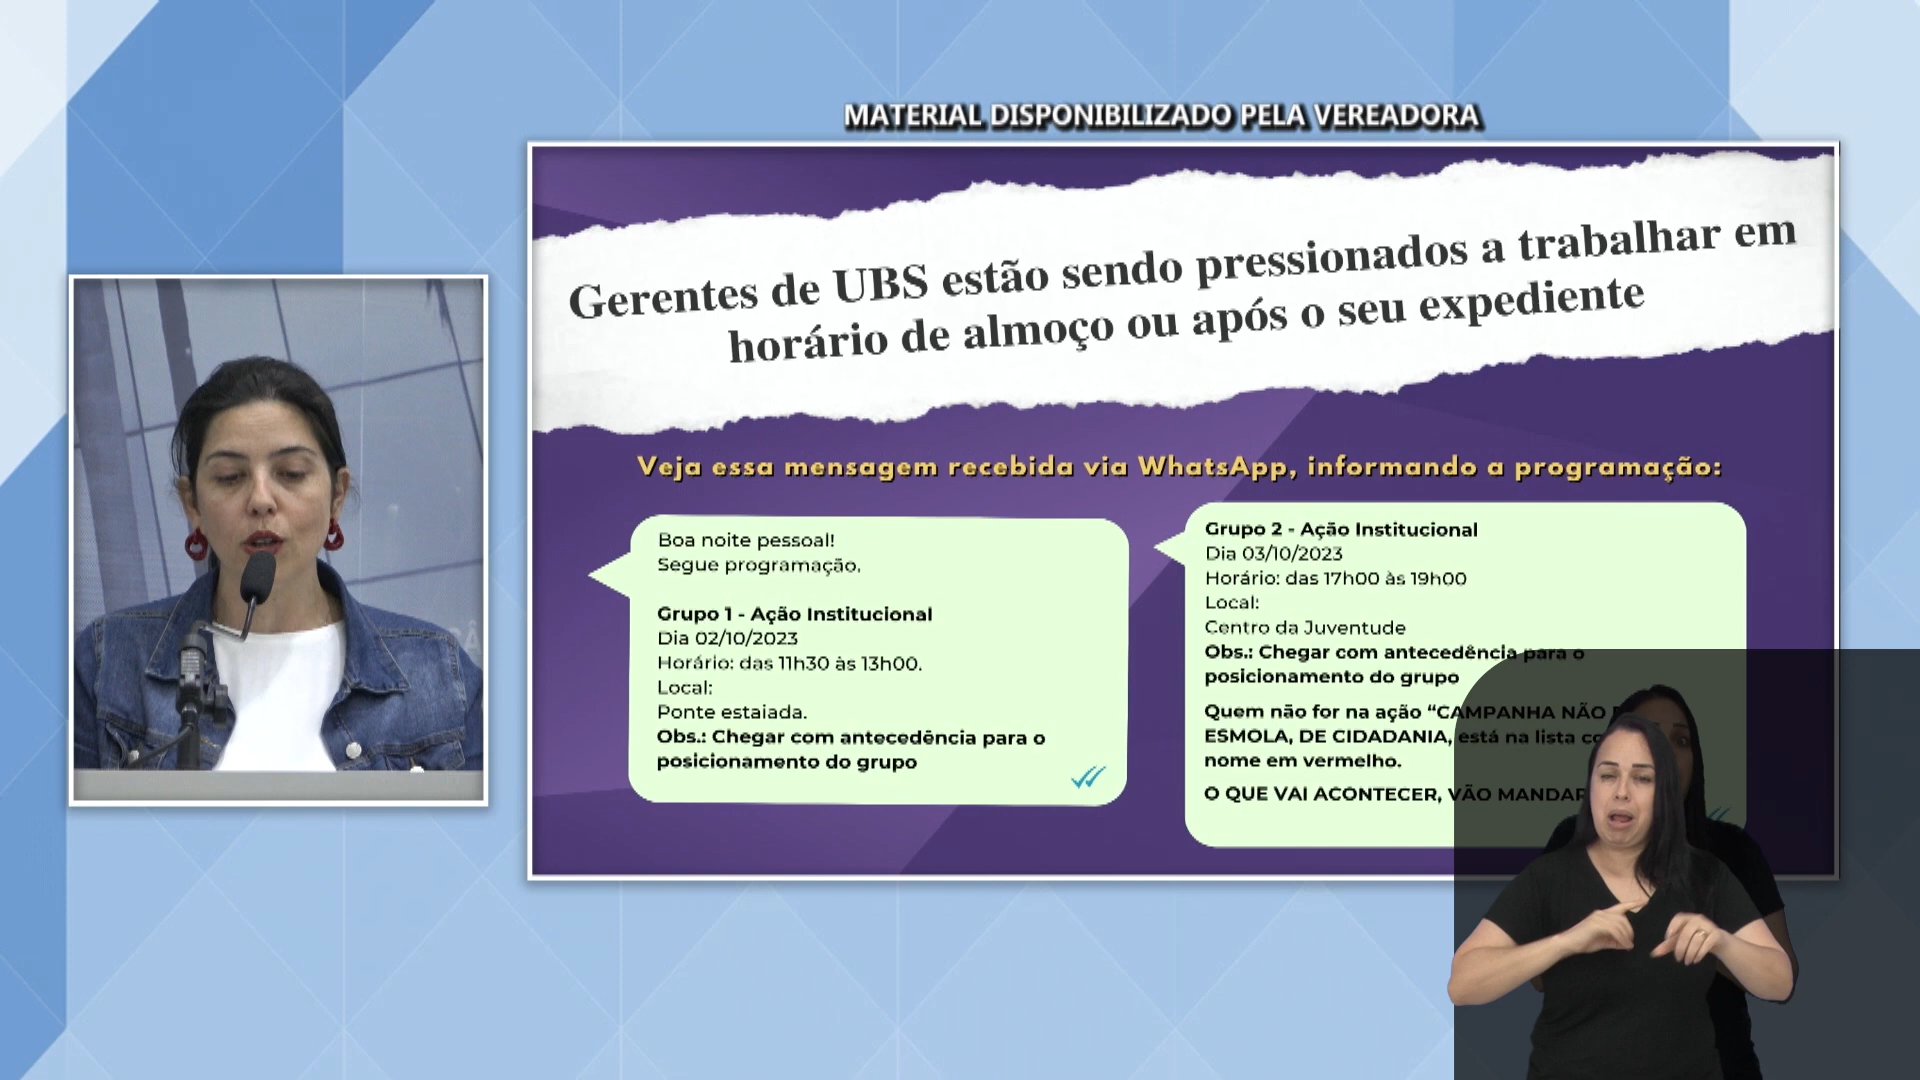 MATERIAL DISPONIBILIZADO PELA VEREADORA
Gerentes de UBS estão sendo pressionados a trabalhar em
horário de almoço ou após o seu expediente
Veja essa mensagem recebida via WhatsApp, informando a programação:
Boa noite pessoal!
Segue programação.
Grupo 1 - Ação Institucional
Dia 02/10/2023
Horário: das 11h30 às 13h00.
Local:
Ponte estaiada.
Obs.: Chegar com antecedência para o
posicionamento do grupo
Grupo 2 - Ação Institucional
Dia 03/10/2023
Horário: das 17h00 às 19h00
Local:
Centro da Juventude
Obs.: Chegar com antecedência para o
posicionamento do grupo
Quem não for na ação “CAMPANHA NÃO
ESMOLA, DE CIDADANIA, está na lista
nome em vermelho.
O QUE VAI ACONTECER, VÃO MANDAR